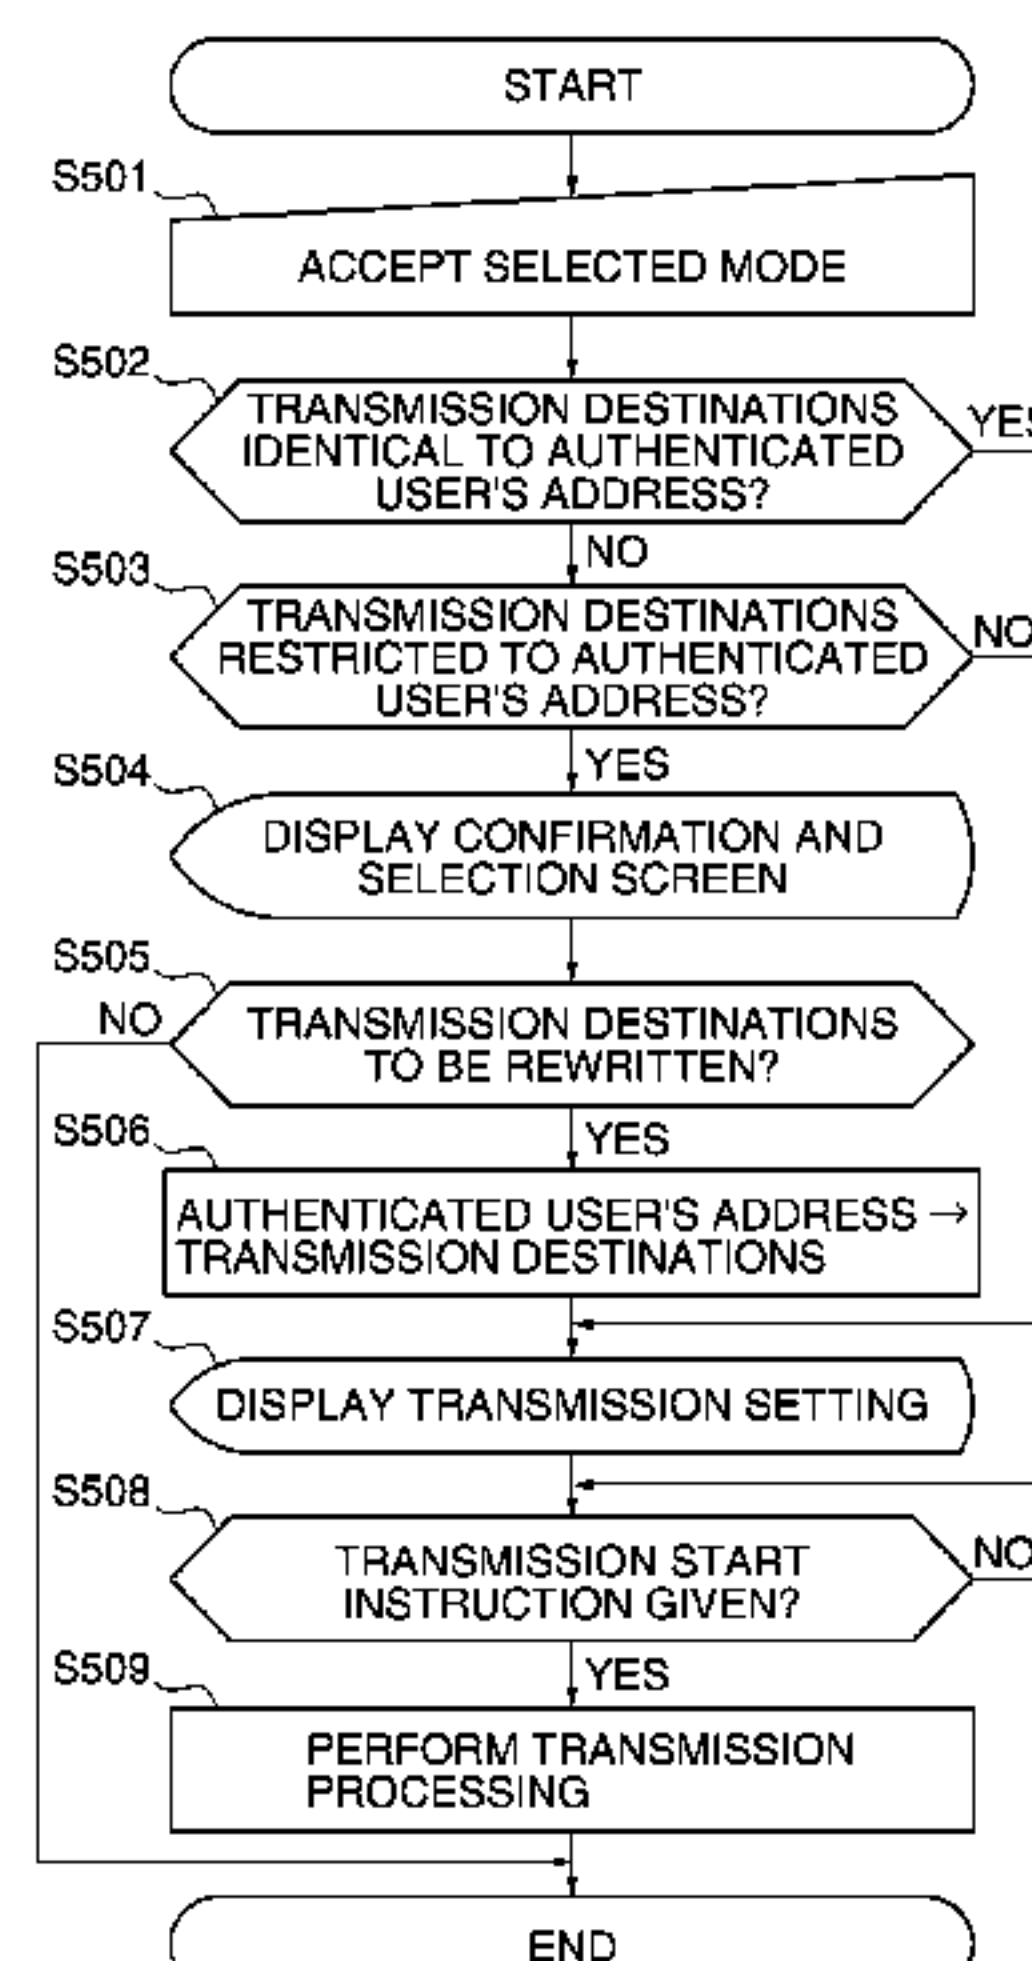 START
S501
ACCEPT SELECTED MODE
S502
TRANSMISSION DESTINATIONS
IDENTICAL TO AUTHENTICATED
USER'S ADDRESS?
YES
NO
S503
TRANSMISSION DESTINATIONS
RESTRICTED TO AUTHENTICATED
USER'S ADDRESS?
NO
YES
S504
DISPLAY CONFIRMATION AND
SELECTION SCREEN
S505
NO
TRANSMISSION DESTINATIONS
TO BE REWRITTEN?
YES
S506
AUTHENTICATED USER'S ADDRESS →
TRANSMISSION DESTINATIONS
S507
DISPLAY TRANSMISSION SETTING
S508
TRANSMISSION START
INSTRUCTION GIVEN?
NO
YES
S509
PERFORM TRANSMISSION
PROCESSING
END